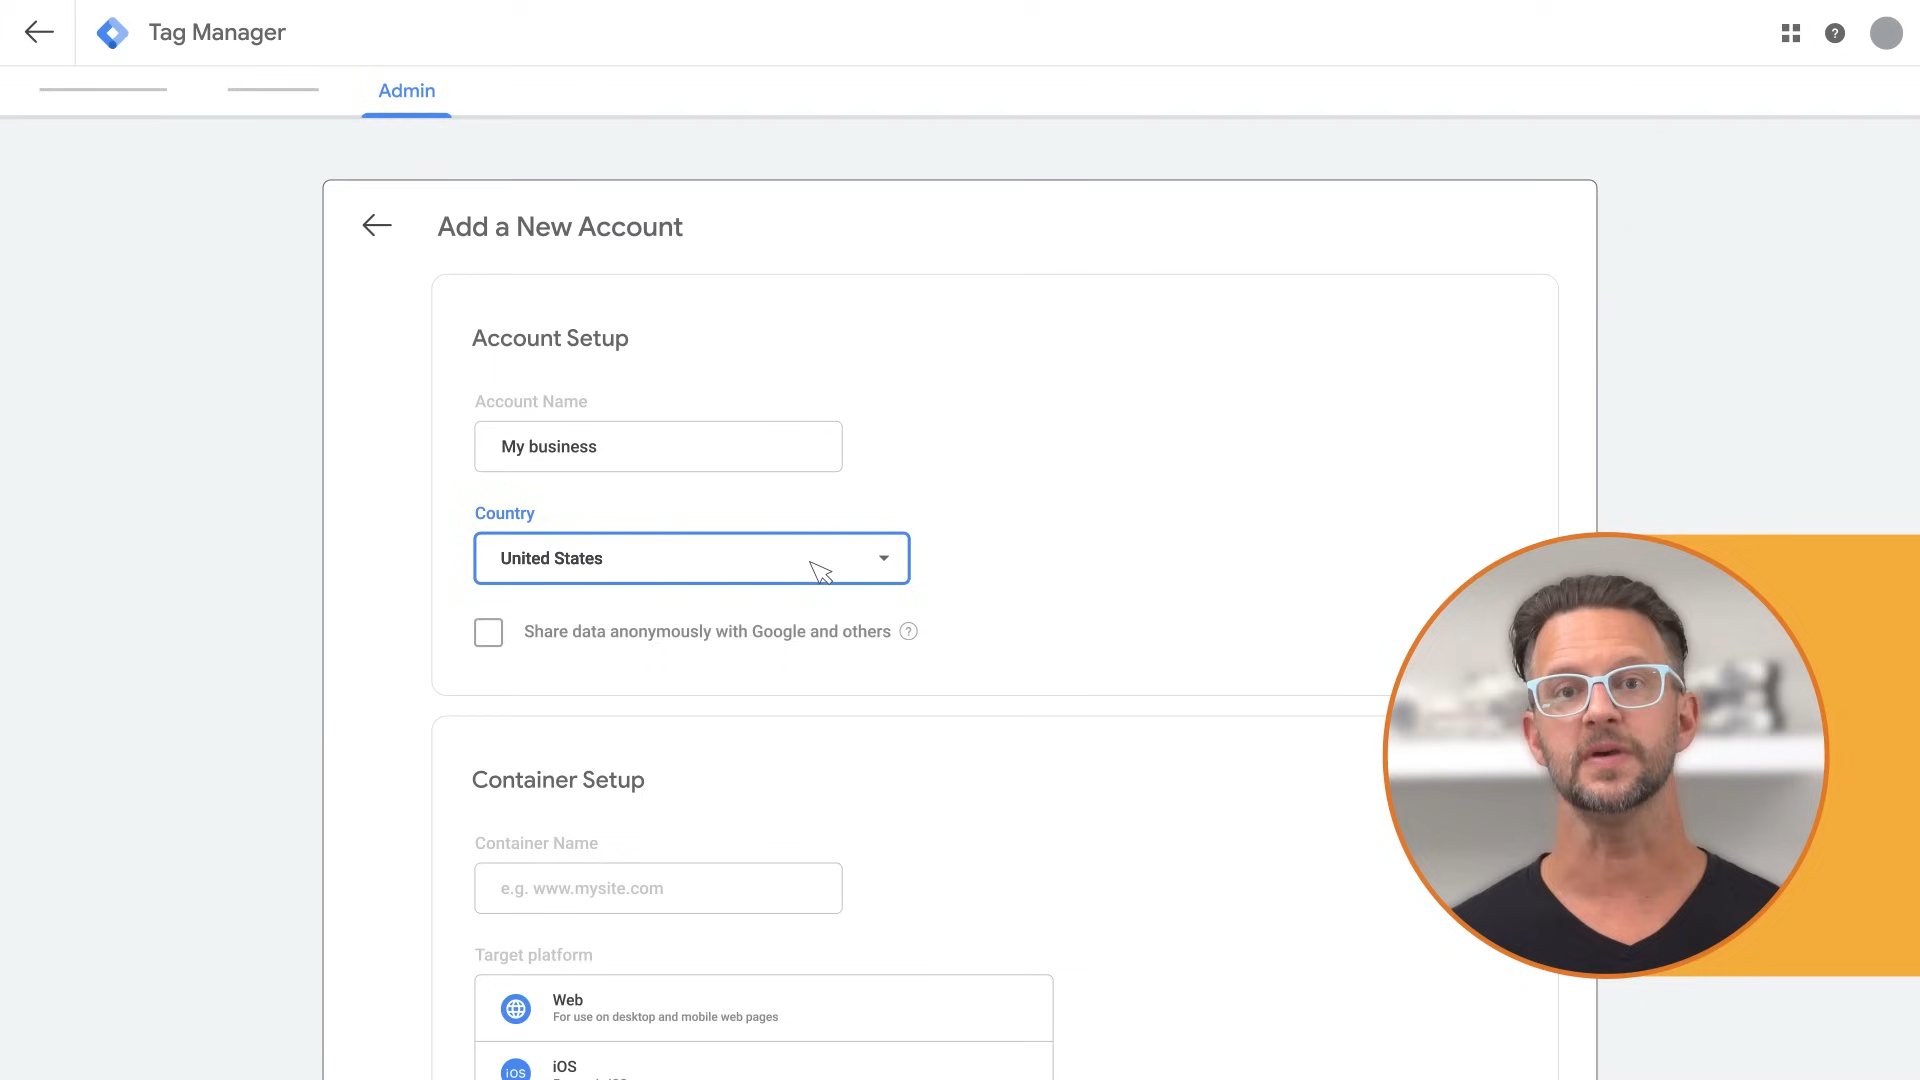 Tag Manager
?
Admin
Add a New Account
Account Setup
Account Name
My business
Country
United States
Share data anonymously with Google and others ?
Container Setup
Container Name
e.g. www.mysite.com
Target platform
Web
For use on desktop and mobile web pages
iOS
iOS